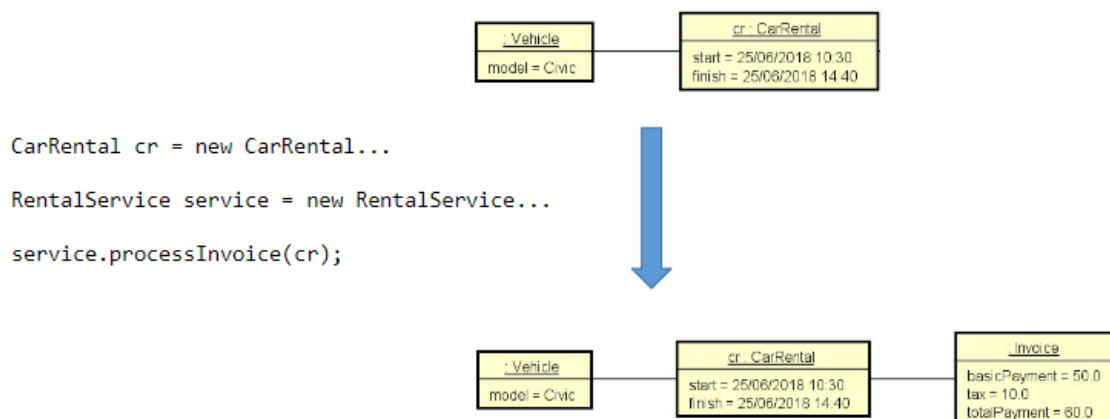 : Vehicle
model = Civic
cr : CarRental
start = 25/06/2018 10:30
finish = 25/06/2018 14:40
CarRental cr = new CarRental...
RentalService service = new RentalService...
service.processInvoice(cr);
: Vehicle
model = Civic
cr : CarRental
start = 25/06/2018 10:30
finish = 25/06/2018 14:40
: Invoice
basicPayment = 50.0
tax = 10.0
totalPayment = 60.0